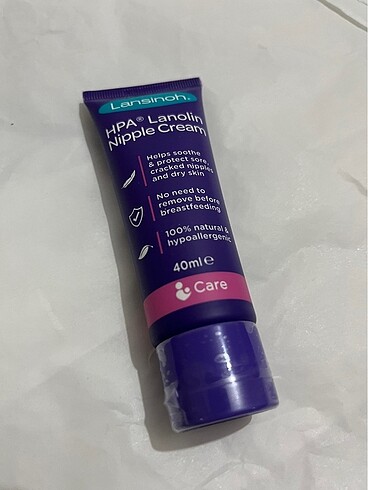 Lansinoh.
HPA® Lanolin
Nipple Cream
Helps soothe
& protect sore,
cracked nipples
and dry skin
No need to
remove before
breastfeeding
100% natural &
hypoallergenic
40ml℮
Care